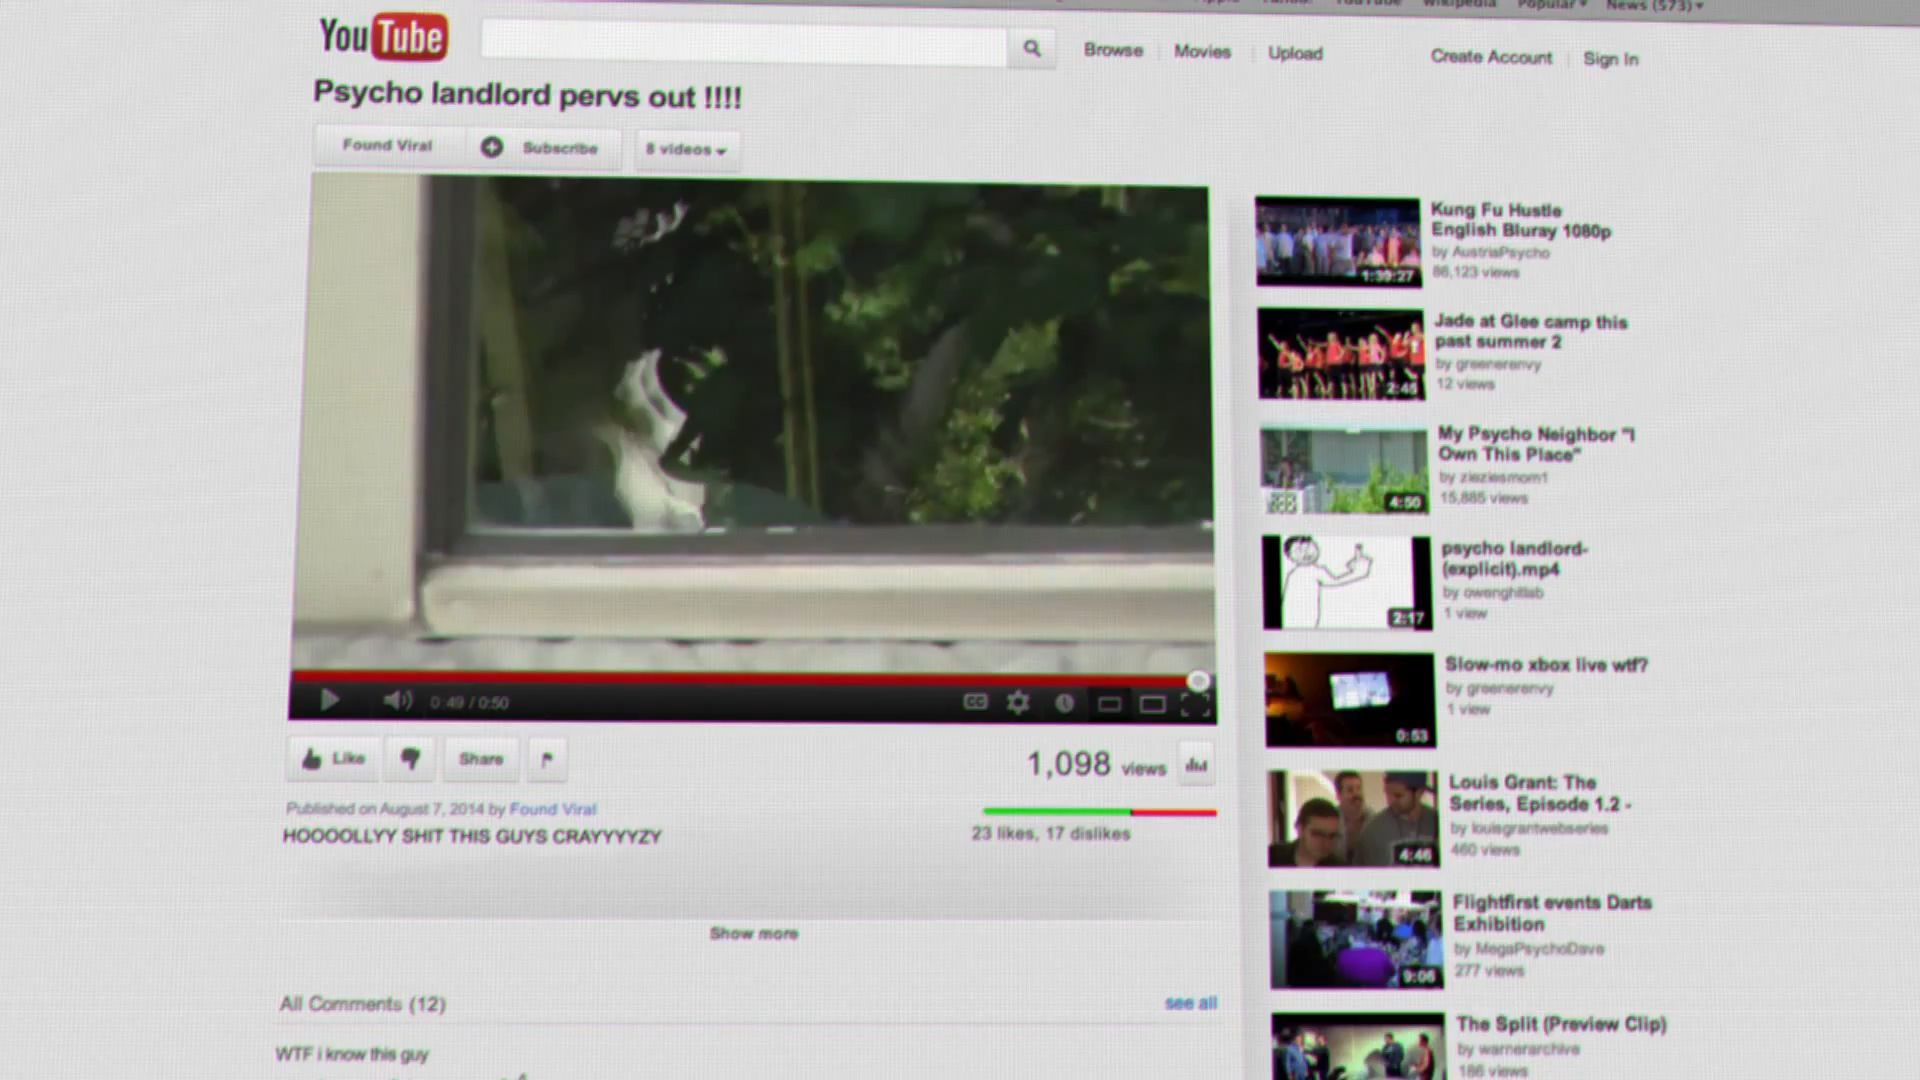 YouTube
YouTube Wikipedia Popular News (573)
Browse Movies Upload Create Account Sign In
Psycho landlord pervs out !!!!
Found Viral Subscribe 8 videos
0:49 / 0:50
Like Share 1,098 views
Published on August 7, 2014 by Found Viral
HOOOOLLYY SHIT THIS GUYS CRAYYYYZY
23 likes, 17 dislikes
Show more
All Comments (12) see all
WTF i know this guy
Kung Fu Hustle
English Bluray 1080p
by AustriaPsycho
86,123 views
1:39:27
Jade at Glee camp this
past summer 2
by greenerenvy
12 views
2:45
My Psycho Neighbor "I
Own This Place"
by zieziesmom1
15,885 views
4:50
psycho landlord-
(explicit).mp4
by owenghitlab
1 view
2:17
Slow-mo xbox live wtf?
by greenerenvy
1 view
0:53
Louis Grant: The
Series, Episode 1.2 -
by louisgrantwebseries
460 views
4:46
Flightfirst events Darts
Exhibition
by MegaPsychoDave
277 views
9:06
The Split (Preview Clip)
by warnerarchive
186 views